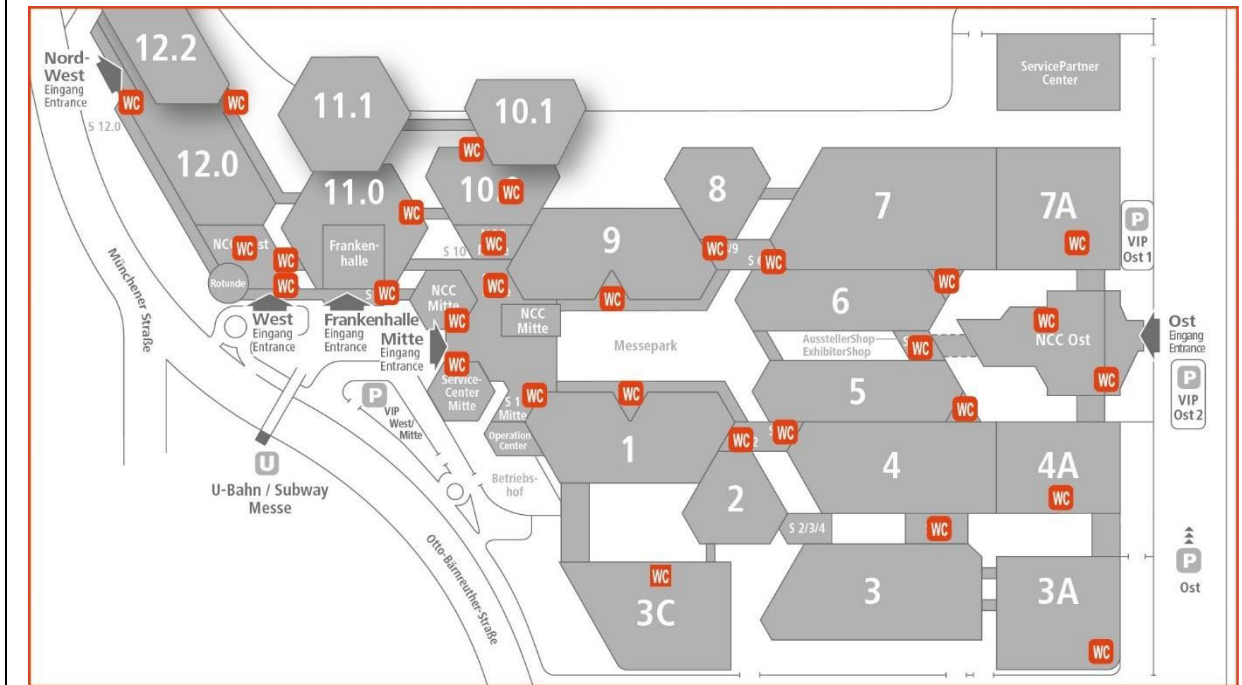 12.2
Nord-
West
Eingang
Entrance
WC
WC
S 12.0
12.0
11.1
10.1
WC
ServicePartner
Center
11.0
WC
10.
WC
8
7
7A
P
VIP
Ost 1
WC
NCC
WC
WC
Rotunde
WC
Franken-
halle
WC
S 10
WC
WC
9
WC
WC
WC
WC
S
NCC
Mitte
WC
NCC
Mitte
6
WC
West
Eingang
Entrance
Frankenhalle
Eingang
Entrance
Mitte
Eingang
Entrance
WC
Service-
Center
Mitte
Messepark
AusstellerShop
ExhibitorShop
WC
WC
NCC Ost
WC
Ost
Eingang
Entrance
P
VIP
Ost 2
Münchener Straße
P
VIP
West/
Mitte
S 1
Mitte
WC
WC
5
WC
Operation
Center
1
WC
WC
4
4A
WC
U
U-Bahn / Subway
Messe
Betriebs-
hof
2
S 2/3/4
WC
Otto-Bärnreuther-Straße
WC
3C
3
3A
WC
P
Ost